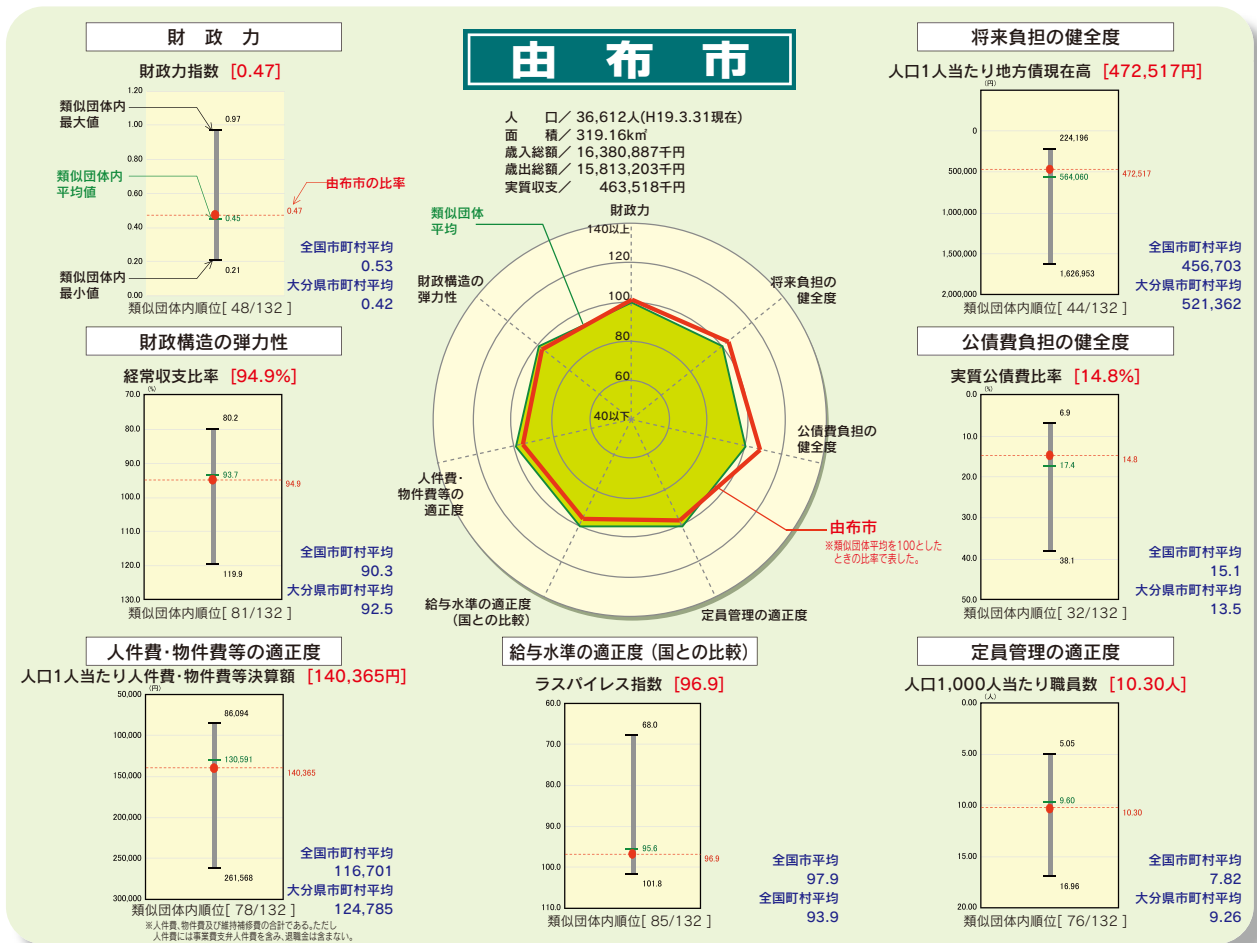 由布市
人　　口／ 36,612人(H19.3.31現在)
面　　積／ 319.16k㎡
歳入総額／ 16,380,887千円
歳出総額／ 15,813,203千円
実質収支／　 463,518千円
財　政　力
財政力指数 [0.47]
1.20
1.00
0.80
0.60
0.40
0.20
0.00
類似団体内
最大値
0.97
類似団体内
平均値
0.45
由布市の比率
0.47
類似団体内
最小値
0.21
全国市町村平均
0.53
大分県市町村平均
0.42
類似団体内順位[ 48/132 ]
将来負担の健全度
人口1人当たり地方債現在高 [472,517円]
(円)
0
500,000
1,000,000
1,500,000
2,000,000
224,196
564,060
472,517
1,626,953
全国市町村平均
456,703
大分県市町村平均
521,362
類似団体内順位[ 44/132 ]
類似団体
平均
財政力
140以上
120
100
80
60
40以下
将来負担の
健全度
公債費負担の
健全度
定員管理の適正度
給与水準の適正度
(国との比較)
人件費・
物件費等の
適正度
財政構造の
弾力性
由布市
※類似団体平均を100とした
ときの比率で表した。
財政構造の弾力性
経常収支比率 [94.9%]
(%)
70.0
80.0
90.0
100.0
110.0
120.0
130.0
80.2
93.7
94.9
119.9
全国市町村平均
90.3
大分県市町村平均
92.5
類似団体内順位[ 81/132 ]
公債費負担の健全度
実質公債費比率 [14.8%]
(%)
0.0
10.0
20.0
30.0
40.0
50.0
6.9
17.4
14.8
38.1
全国市町村平均
15.1
大分県市町村平均
13.5
類似団体内順位[ 32/132 ]
人件費・物件費等の適正度
人口1人当たり人件費・物件費等決算額 [140,365円]
(円)
50,000
100,000
150,000
200,000
250,000
300,000
86,094
130,591
140,365
261,568
全国市町村平均
116,701
大分県市町村平均
124,785
類似団体内順位[ 78/132 ]
※人件費、物件費及び維持補修費の合計である。ただし
人件費には事業費支弁人件費を含み、退職金は含まない。
給与水準の適正度 (国との比較)
ラスパイレス指数 [96.9]
60.0
70.0
80.0
90.0
100.0
110.0
68.0
95.6
96.9
101.8
全国市平均
97.9
全国町村平均
93.9
類似団体内順位[ 85/132 ]
定員管理の適正度
人口1,000人当たり職員数 [10.30人]
(人)
0.00
5.00
10.00
15.00
20.00
5.05
9.60
10.30
16.96
全国市町村平均
7.82
大分県市町村平均
9.26
類似団体内順位[ 76/132 ]